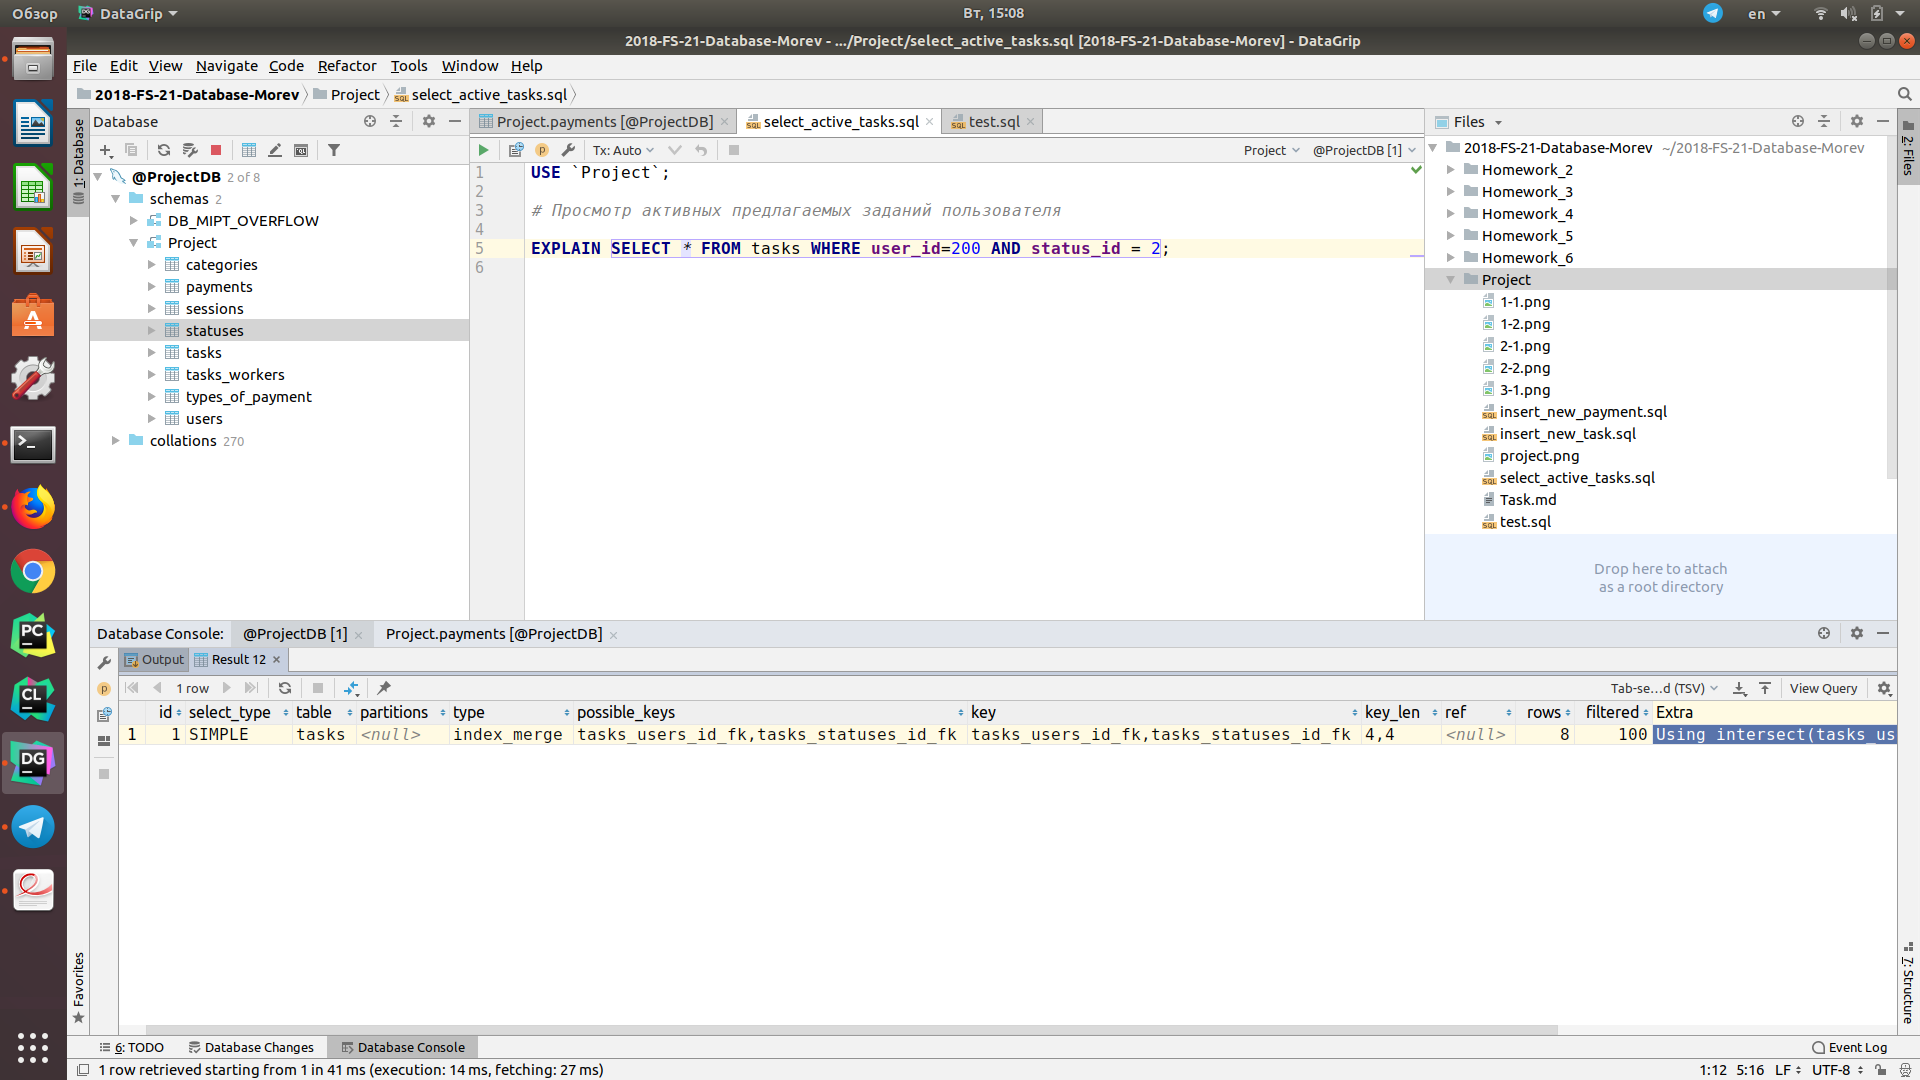 Обзор
DataGrip
Вт, 15:08
en
2018-FS-21-Database-Morev - .../Project/select_active_tasks.sql [2018-FS-21-Database-Morev] - DataGrip
File Edit View Navigate Code Refactor Tools Window Help
2018-FS-21-Database-Morev Project select_active_tasks.sql
1: Database
Database
@ProjectDB 2 of 8
schemas 2
DB_MIPT_OVERFLOW
Project
categories
payments
sessions
statuses
tasks
tasks_workers
types_of_payment
users
collations 270
Project.payments [@ProjectDB]
select_active_tasks.sql
test.sql
Tx: Auto
Project
@ProjectDB [1]
1 USE `Project`;
2
3 # Просмотр активных предлагаемых заданий пользователя
4
5 EXPLAIN SELECT * FROM tasks WHERE user_id=200 AND status_id = 2;
6
Files
2018-FS-21-Database-Morev ~/2018-FS-21-Database-Morev
Homework_2
Homework_3
Homework_4
Homework_5
Homework_6
Project
1-1.png
1-2.png
2-1.png
2-2.png
3-1.png
insert_new_payment.sql
insert_new_task.sql
project.png
select_active_tasks.sql
Task.md
test.sql
Drop here to attach
as a root directory
2: Files
Database Console: @ProjectDB [1] Project.payments [@ProjectDB]
Output Result 12
1 row
Tab-se...d (TSV)
View Query
id select_type table partitions type possible_keys key key_len ref rows filtered Extra
1 1 SIMPLE tasks <null> index_merge tasks_users_id_fk,tasks_statuses_id_fk tasks_users_id_fk,tasks_statuses_id_fk 4,4 <null> 8 100 Using intersect(tasks_us
Favorites
7: Structure
6: TODO Database Changes Database Console
Event Log
1 row retrieved starting from 1 in 41 ms (execution: 14 ms, fetching: 27 ms)
1:12 5:16 LF UTF-8
PC
CL
DG